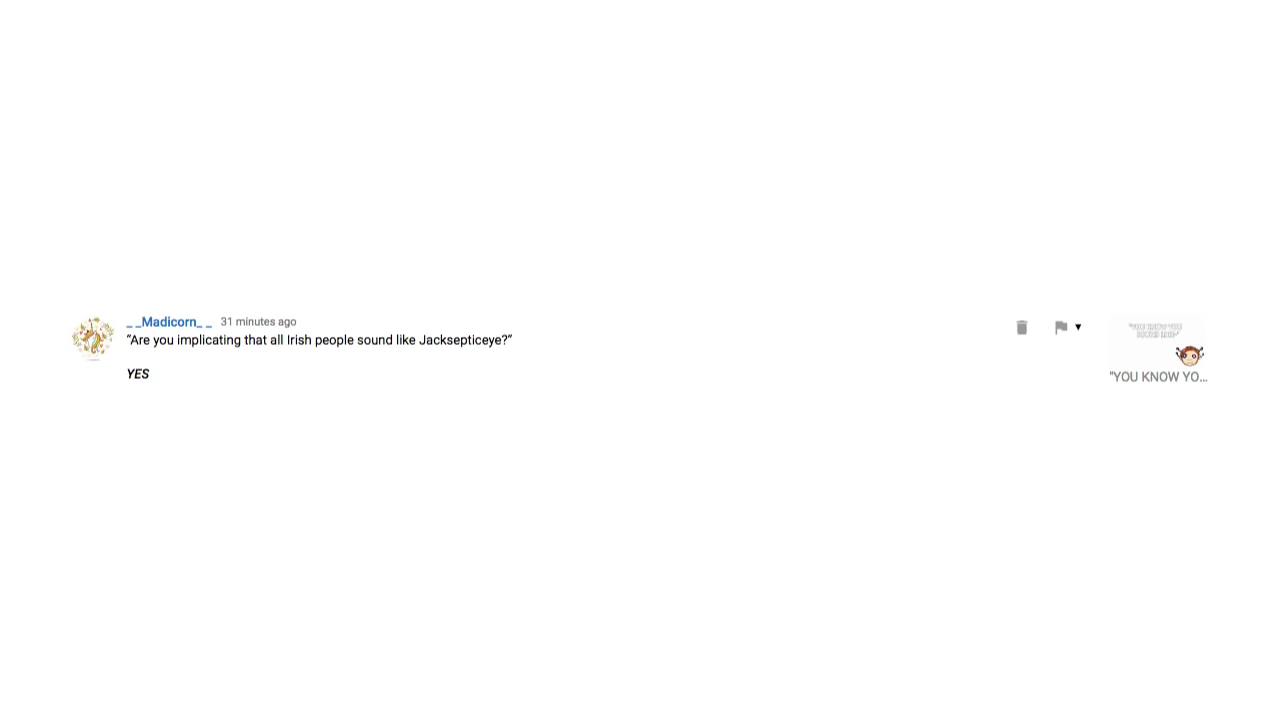 _ _Madicorn_ _ 31 minutes ago
“Are you implicating that all Irish people sound like Jacksepticeye?”
YES
"YOU KNOW YO...